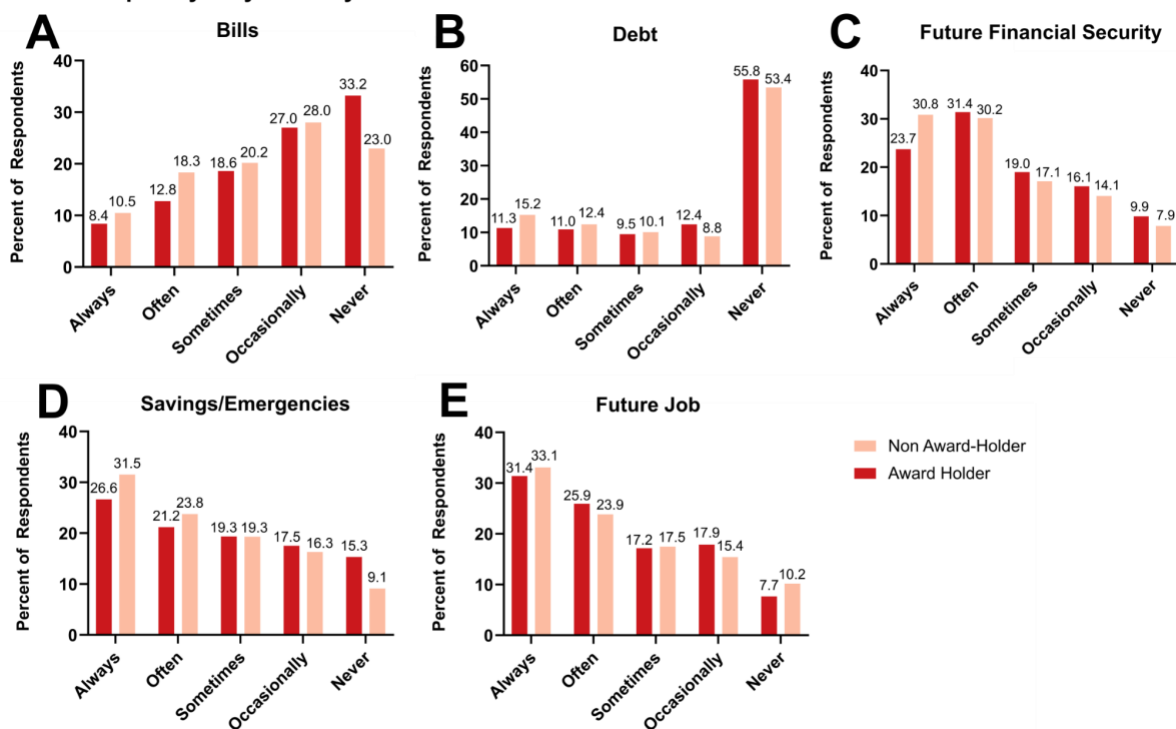 A
Bills
Percent of Respondents
40
30
20
10
0
8.4
10.5
12.8
18.3
18.6
20.2
27.0
28.0
33.2
23.0
Always
Often
Sometimes
Occasionally
Never
B
Debt
Percent of Respondents
60
50
40
30
20
10
0
11.3
15.2
11.0
12.4
9.5
10.1
12.4
8.8
55.8
53.4
Always
Often
Sometimes
Occasionally
Never
C
Future Financial Security
Percent of Respondents
40
30
20
10
0
23.7
30.8
31.4
30.2
19.0
17.1
16.1
14.1
9.9
7.9
Always
Often
Sometimes
Occasionally
Never
D
Savings/Emergencies
Percent of Respondents
40
30
20
10
0
26.6
31.5
21.2
23.8
19.3
19.3
17.5
16.3
15.3
9.1
Always
Often
Sometimes
Occasionally
Never
E
Future Job
Percent of Respondents
40
30
20
10
0
31.4
33.1
25.9
23.9
17.2
17.5
17.9
15.4
7.7
10.2
Always
Often
Sometimes
Occasionally
Never
Non Award-Holder
Award Holder